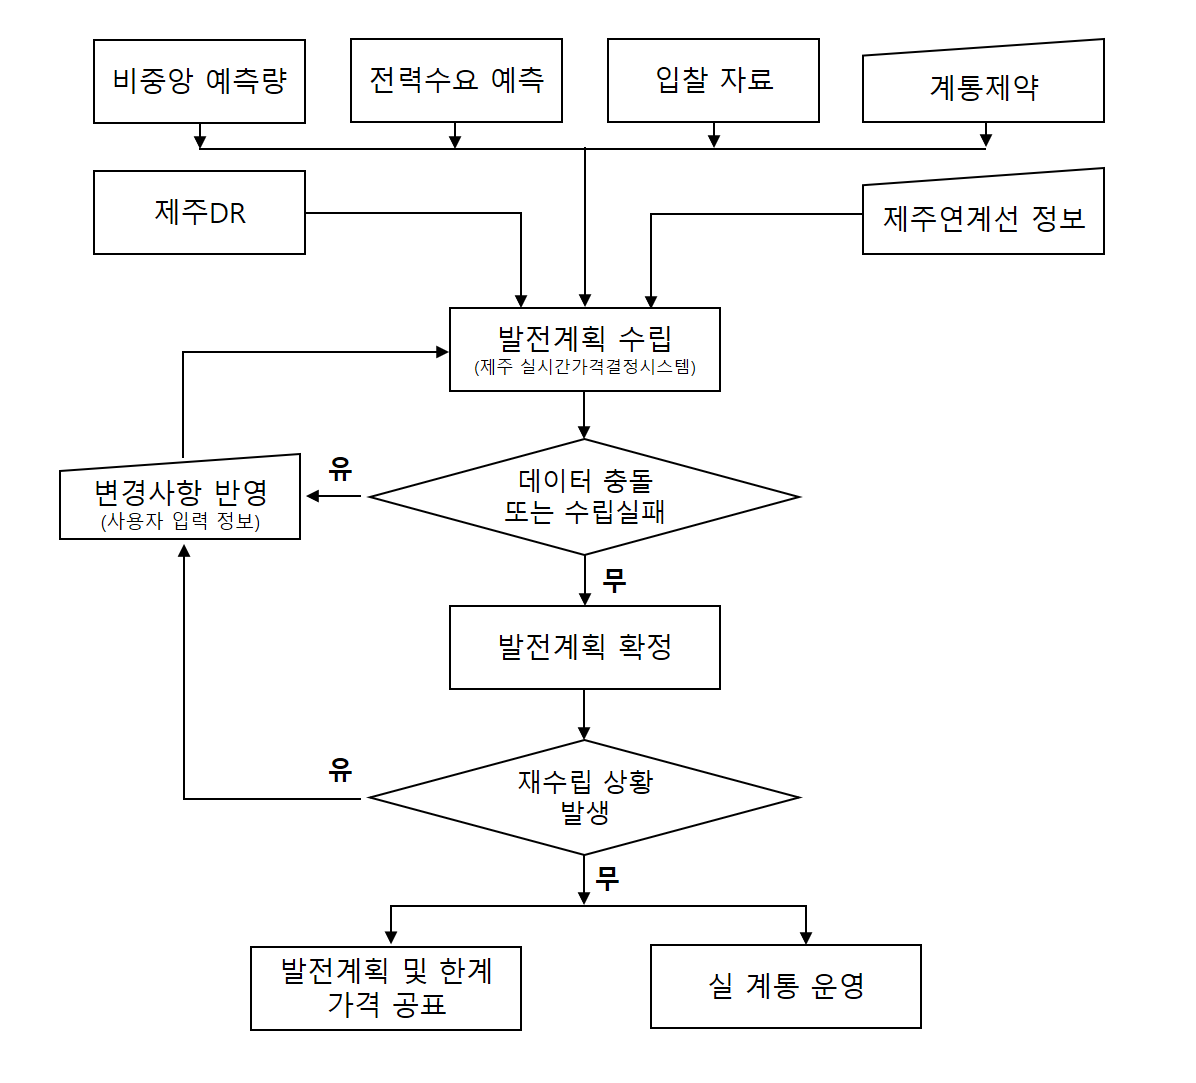 비중앙 예측량
전력수요 예측
입찰 자료
계통제약
제주DR
제주연계선 정보
발전계획 수립
(제주 실시간가격결정시스템)
유
데이터 충돌
또는 수립실패
변경사항 반영
(사용자 입력 정보)
무
발전계획 확정
유
재수립 상황
발생
무
발전계획 및 한계
가격 공표
실 계통 운영